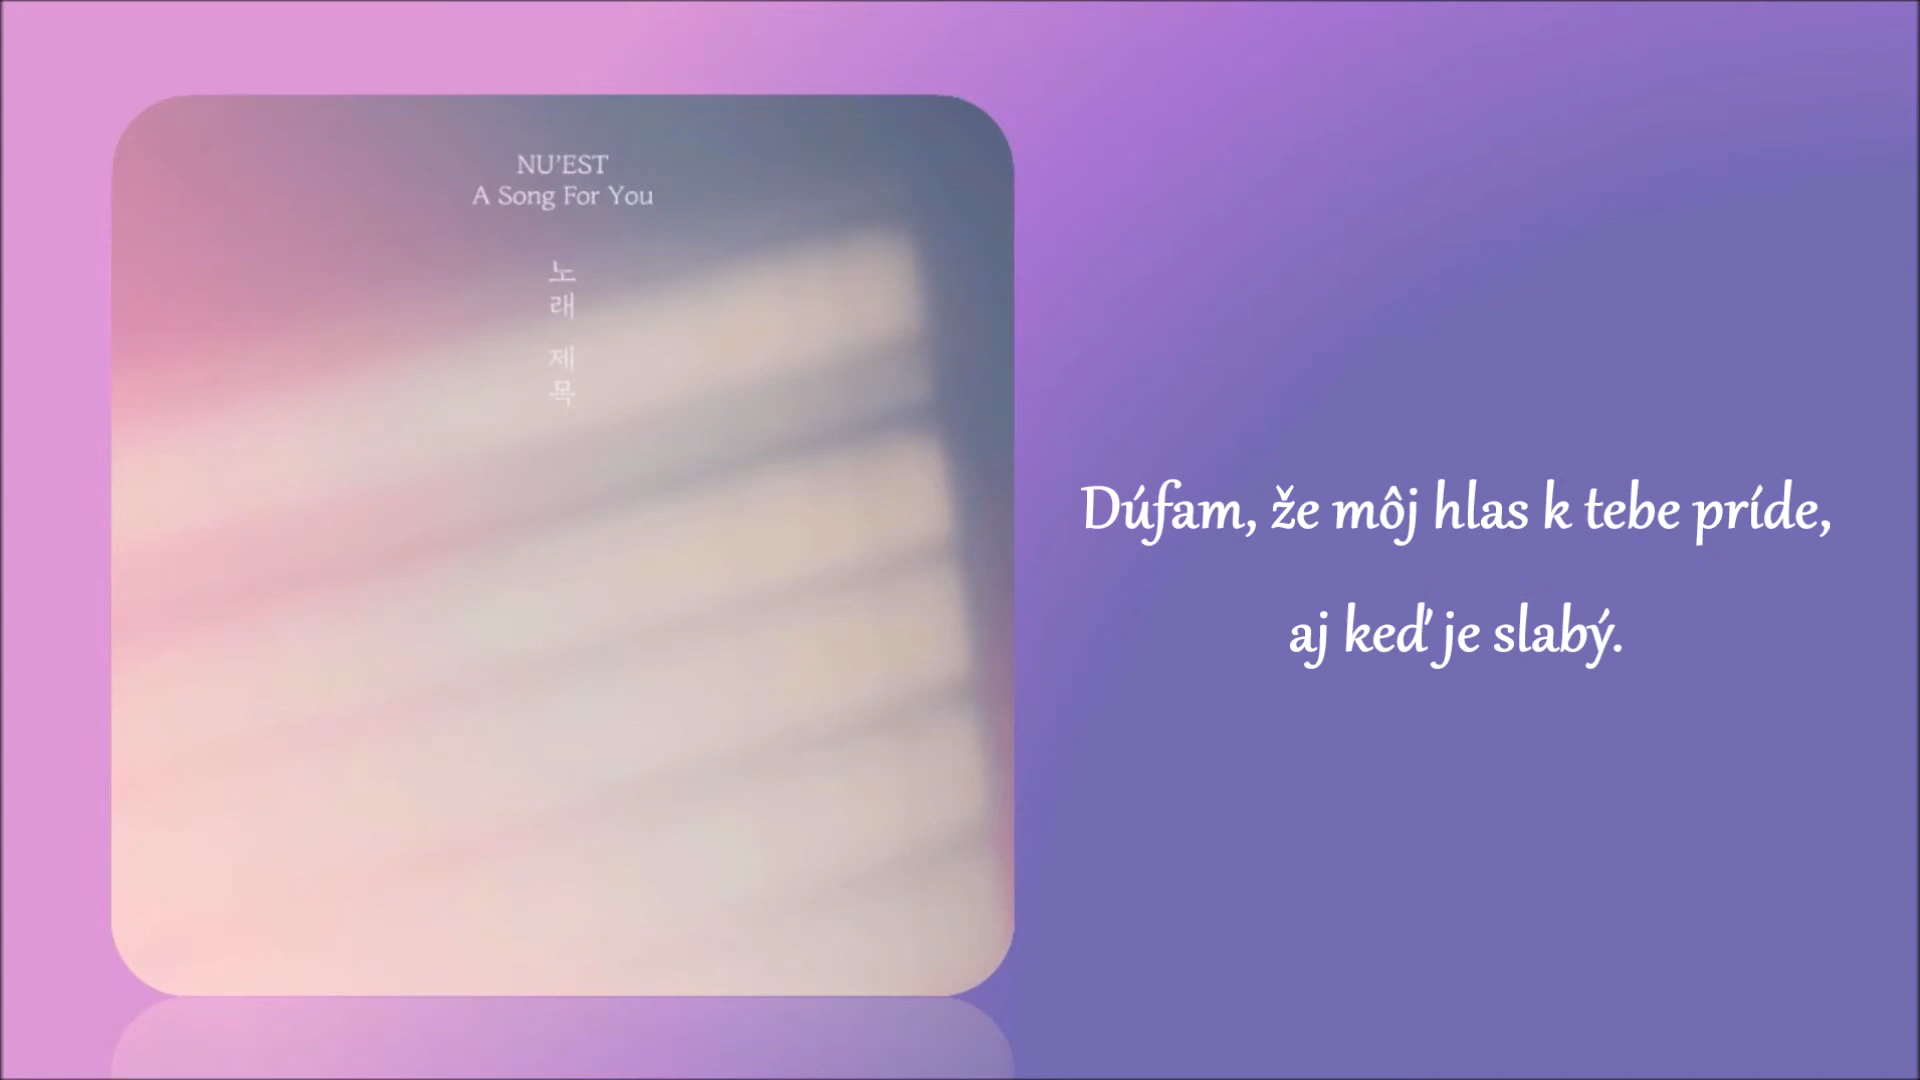 NU'EST
A Song For You
노래 제목
Dúfam, že môj hlas k tebe príde,
aj keď je slabý.